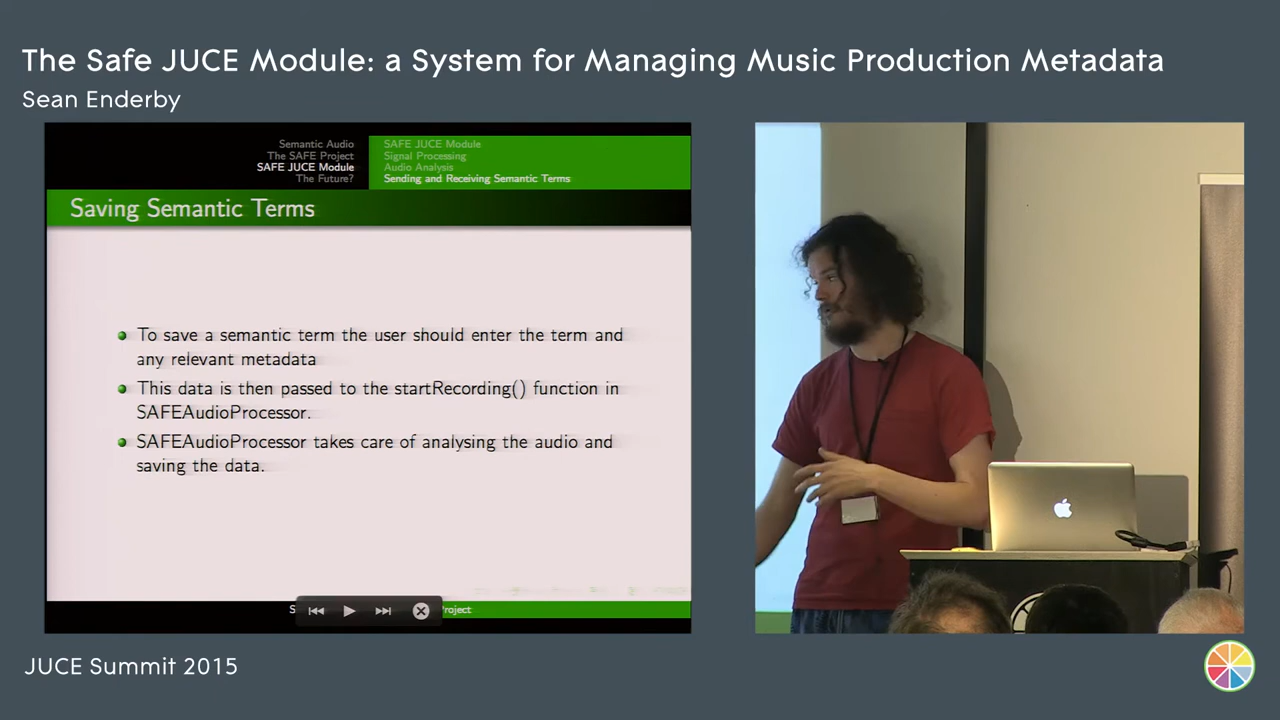 The Safe JUCE Module: a System for Managing Music Production Metadata
Sean Enderby
Semantic Audio
The SAFE Project
SAFE JUCE Module
The Future?
SAFE JUCE Module
Signal Processing
Audio Analysis
Sending and Receiving Semantic Terms
Saving Semantic Terms
To save a semantic term the user should enter the term and
any relevant metadata
This data is then passed to the startRecording() function in
SAFEAudioProcessor.
SAFEAudioProcessor takes care of analysing the audio and
saving the data.
JUCE Summit 2015